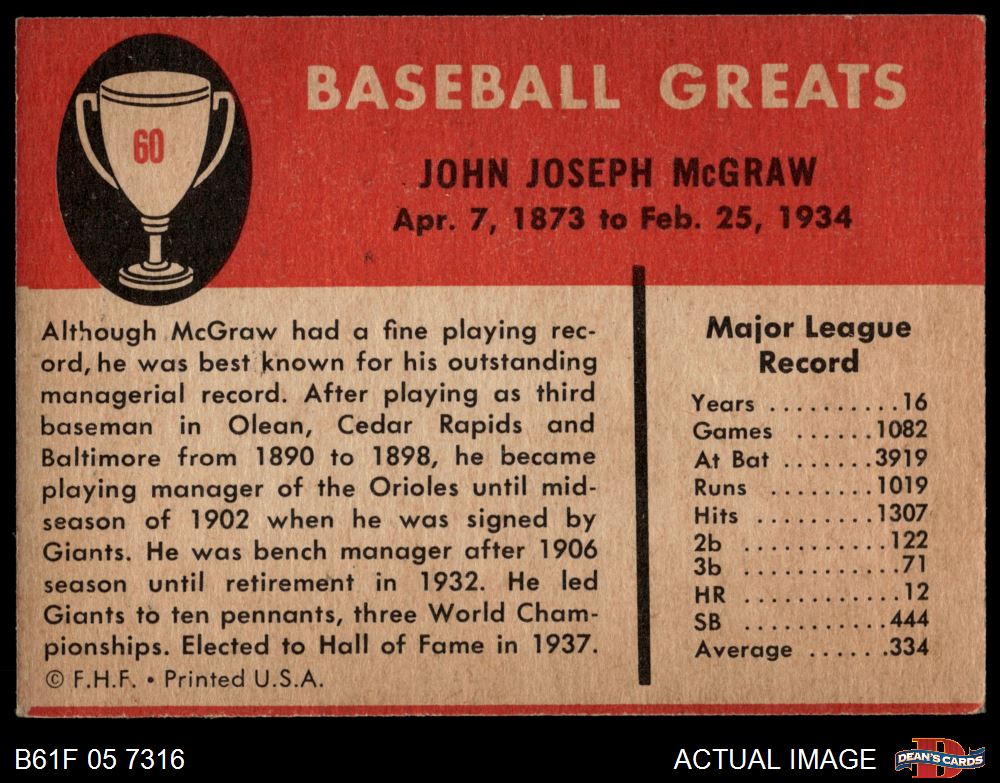 60
BASEBALL GREATS
JOHN JOSEPH McGRAW
Apr. 7, 1873 to Feb. 25, 1934
Although McGraw had a fine playing rec-
ord, he was best known for his outstanding
managerial record. After playing as third
baseman in Olean, Cedar Rapids and
Baltimore from 1890 to 1898, he became
playing manager of the Orioles until mid-
season of 1902 when he was signed by
Giants. He was bench manager after 1906
season until retirement in 1932. He led
Giants to ten pennants, three World Cham-
pionships. Elected to Hall of Fame in 1937.
© F.H.F. • Printed U.S.A.
Major League
Record
Years ..........16
Games ......1082
At Bat .......3919
Runs ........1019
Hits .........1307
2b ...........122
3b ............71
HR ............12
SB ...........444
Average ......334
B61F 05 7316
ACTUAL IMAGE
D
DEAN'S CARDS